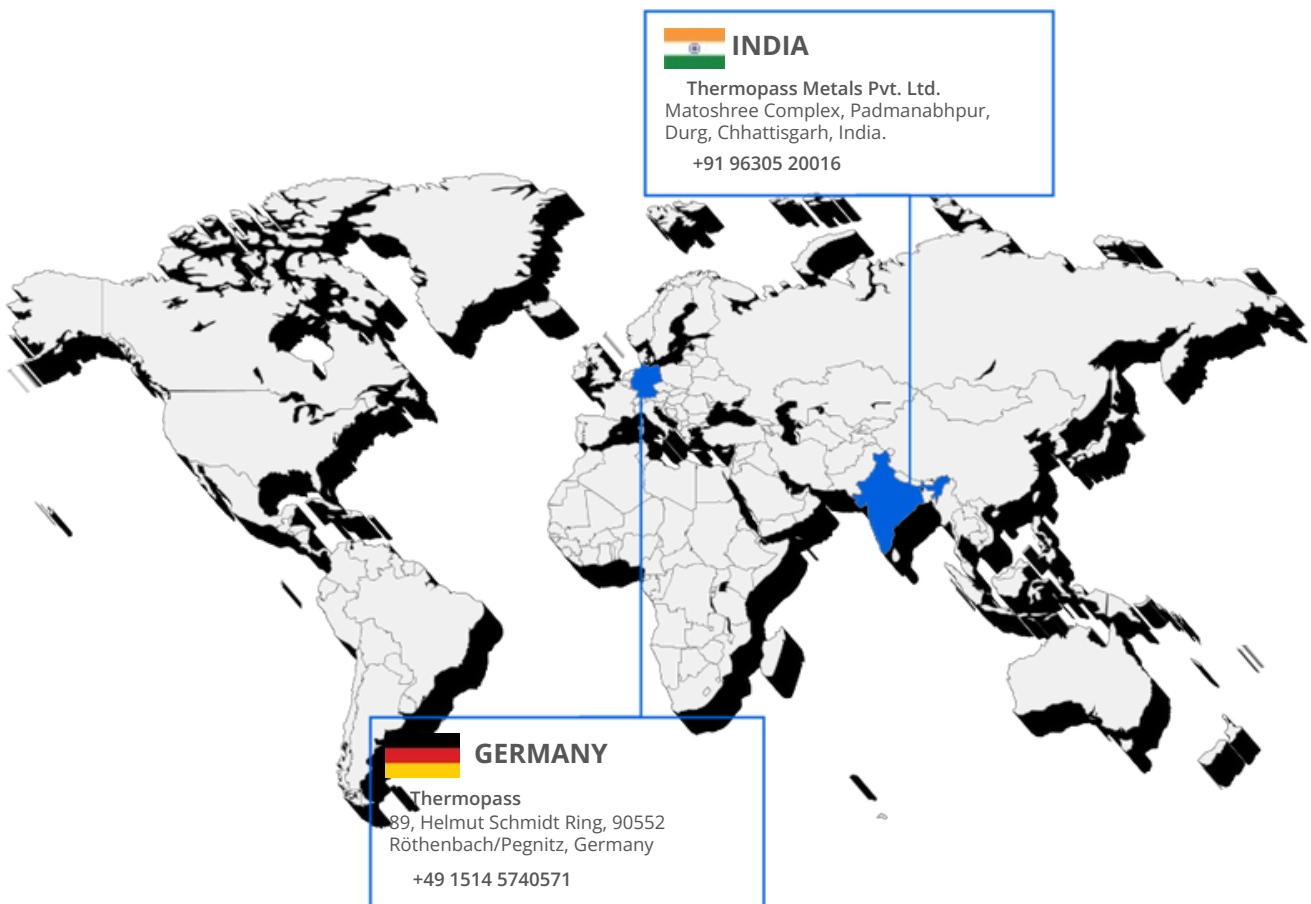 INDIA
Thermopass Metals Pvt. Ltd.
Matoshree Complex, Padmanabhpur,
Durg, Chhattisgarh, India.
+91 96305 20016
GERMANY
Thermopass
89, Helmut Schmidt Ring, 90552
Röthenbach/Pegnitz, Germany
+49 1514 5740571